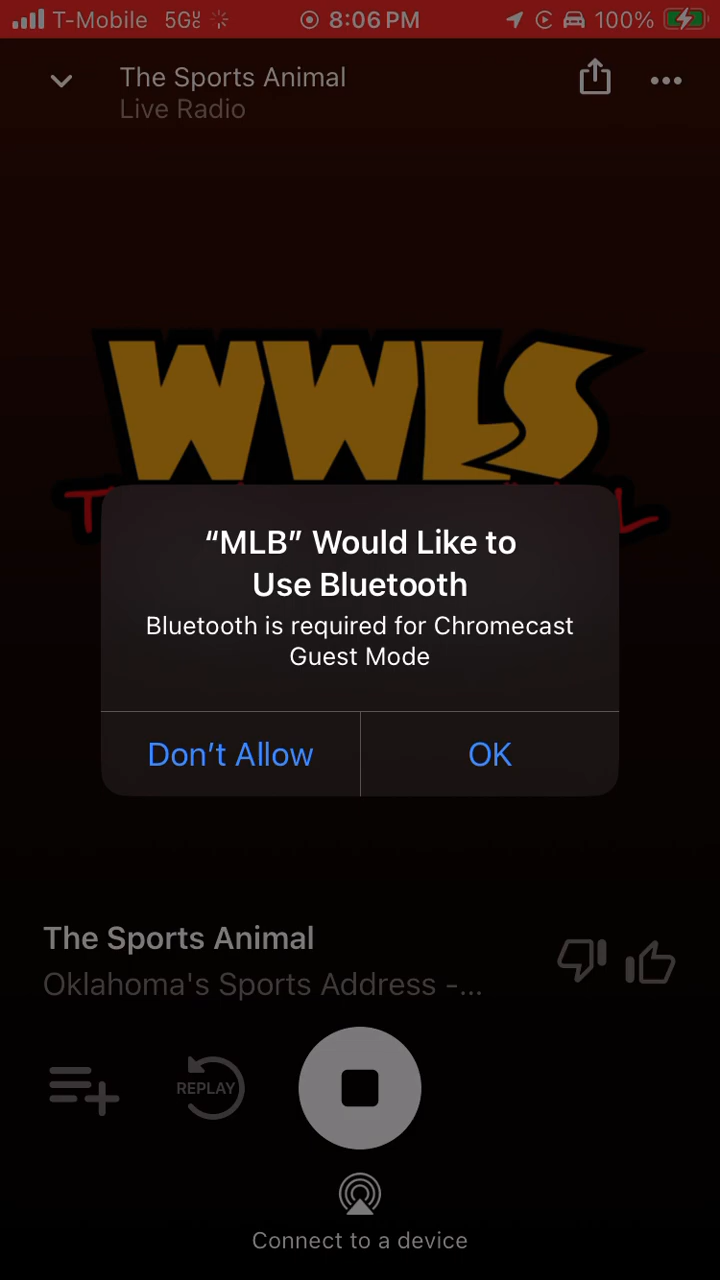 T-Mobile 5G 8:06 PM 100%
The Sports Animal
Live Radio
WWLS
“MLB” Would Like to
Use Bluetooth
Bluetooth is required for Chromecast
Guest Mode
Don’t Allow OK
The Sports Animal
Oklahoma's Sports Address -...
REPLAY
Connect to a device